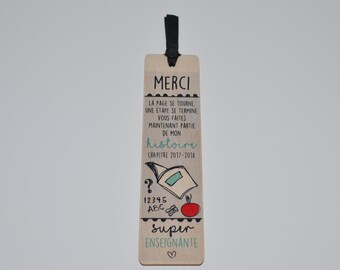 MERCI
LA PAGE SE TOURNE
UNE ÉTAPE SE TERMINE
VOUS FAITES
MAINTENANT PARTIE
DE MON
histoire
CHAPITRE 2017-2018
?
12345
ABC
super
ENSEIGNANTE